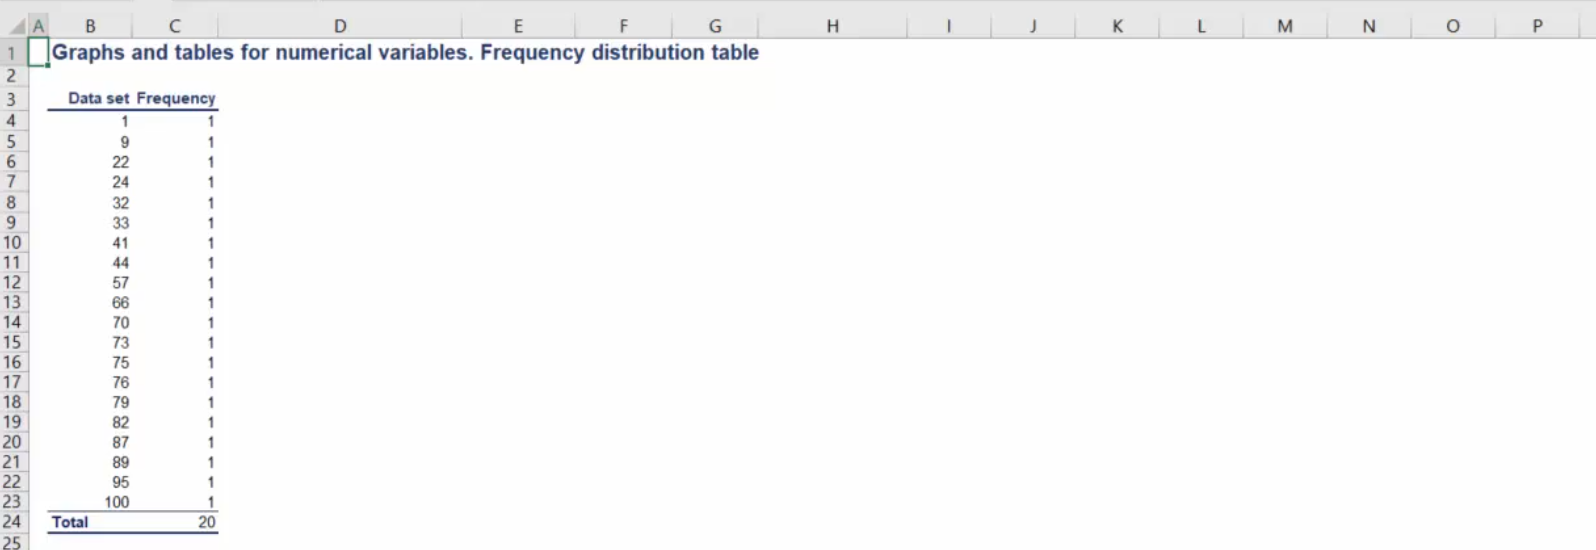 A B C D E F G H I J K L M N O P
1 Graphs and tables for numerical variables. Frequency distribution table
2
3 Data set Frequency
4 1 1
5 9 1
6 22 1
7 24 1
8 32 1
9 33 1
10 41 1
11 44 1
12 57 1
13 66 1
14 70 1
15 73 1
16 75 1
17 76 1
18 79 1
19 82 1
20 87 1
21 89 1
22 95 1
23 100 1
24 Total 20
25